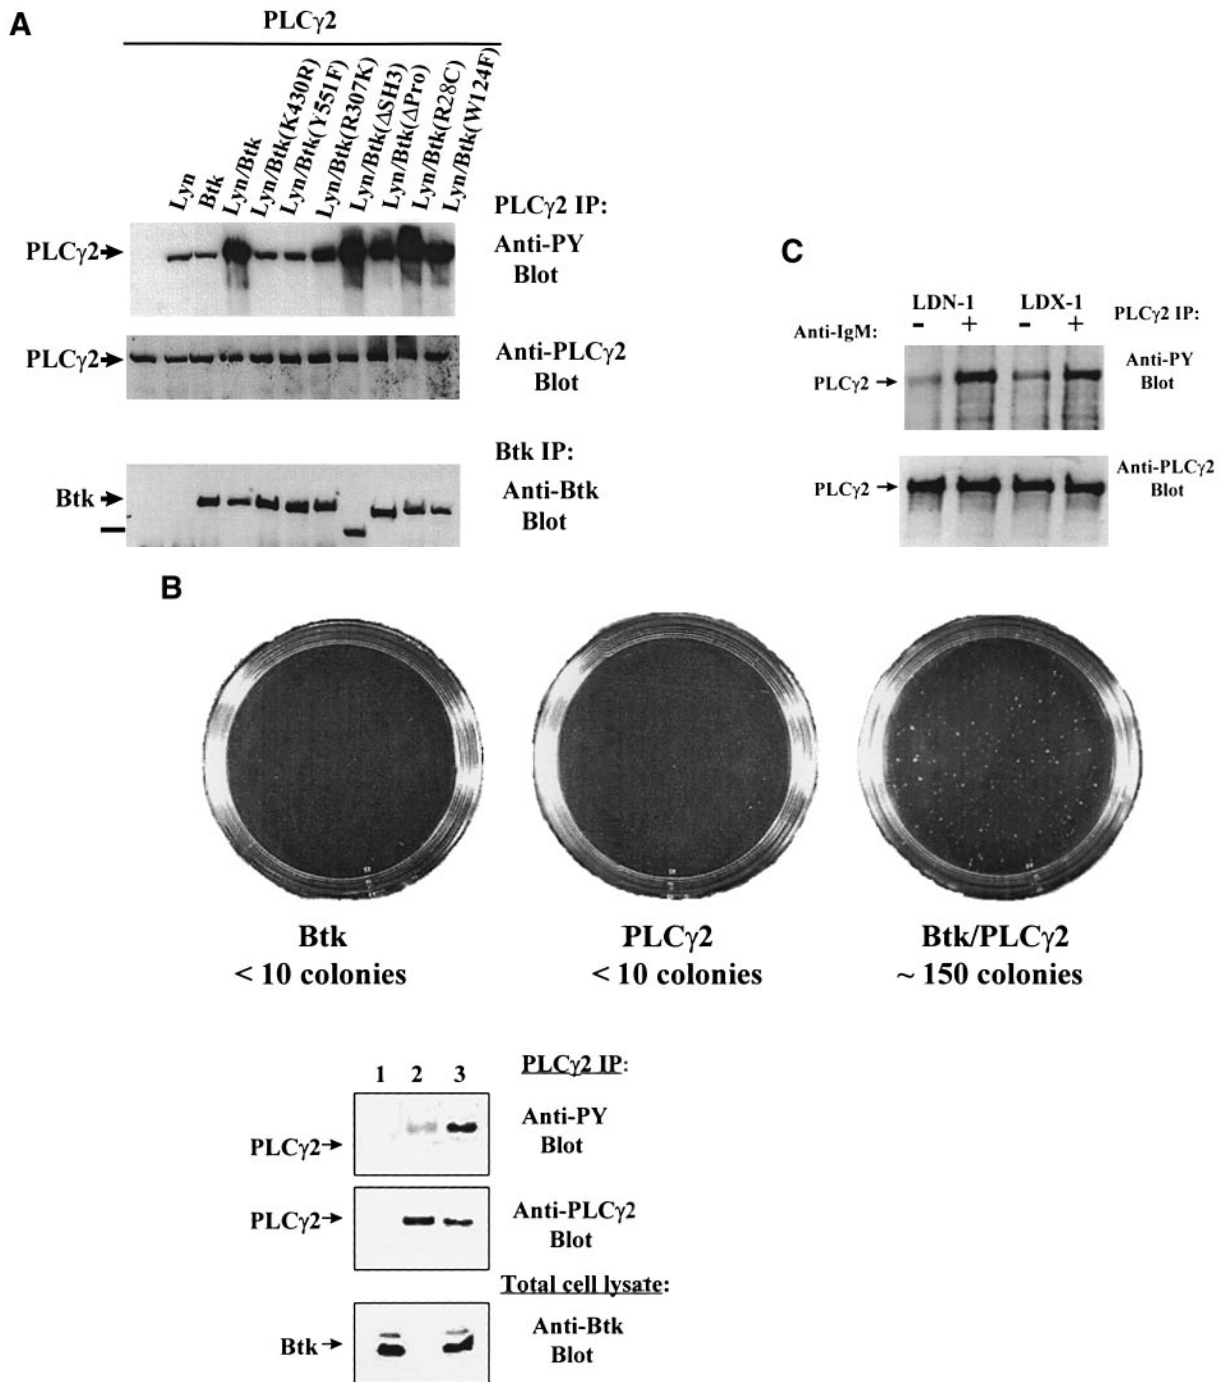 A
PLCγ2
Lyn
Btk
Lyn/Btk
Lyn/Btk(K430R)
Lyn/Btk(Y551F)
Lyn/Btk(R307K)
Lyn/Btk(ΔSH3)
Lyn/Btk(ΔPro)
Lyn/Btk(R28C)
Lyn/Btk(W124F)
PLCγ2 IP:
PLCγ2
Anti-PY
Blot
PLCγ2
Anti-PLCγ2
Blot
Btk IP:
Btk
Anti-Btk
Blot
C
LDN-1 LDX-1
Anti-IgM: - + - + PLCγ2 IP:
PLCγ2
Anti-PY
Blot
PLCγ2
Anti-PLCγ2
Blot
B
Btk PLCγ2 Btk/PLCγ2
< 10 colonies < 10 colonies ~ 150 colonies
1 2 3 PLCγ2 IP:
PLCγ2
Anti-PY
Blot
PLCγ2
Anti-PLCγ2
Blot
Total cell lysate:
Btk
Anti-Btk
Blot